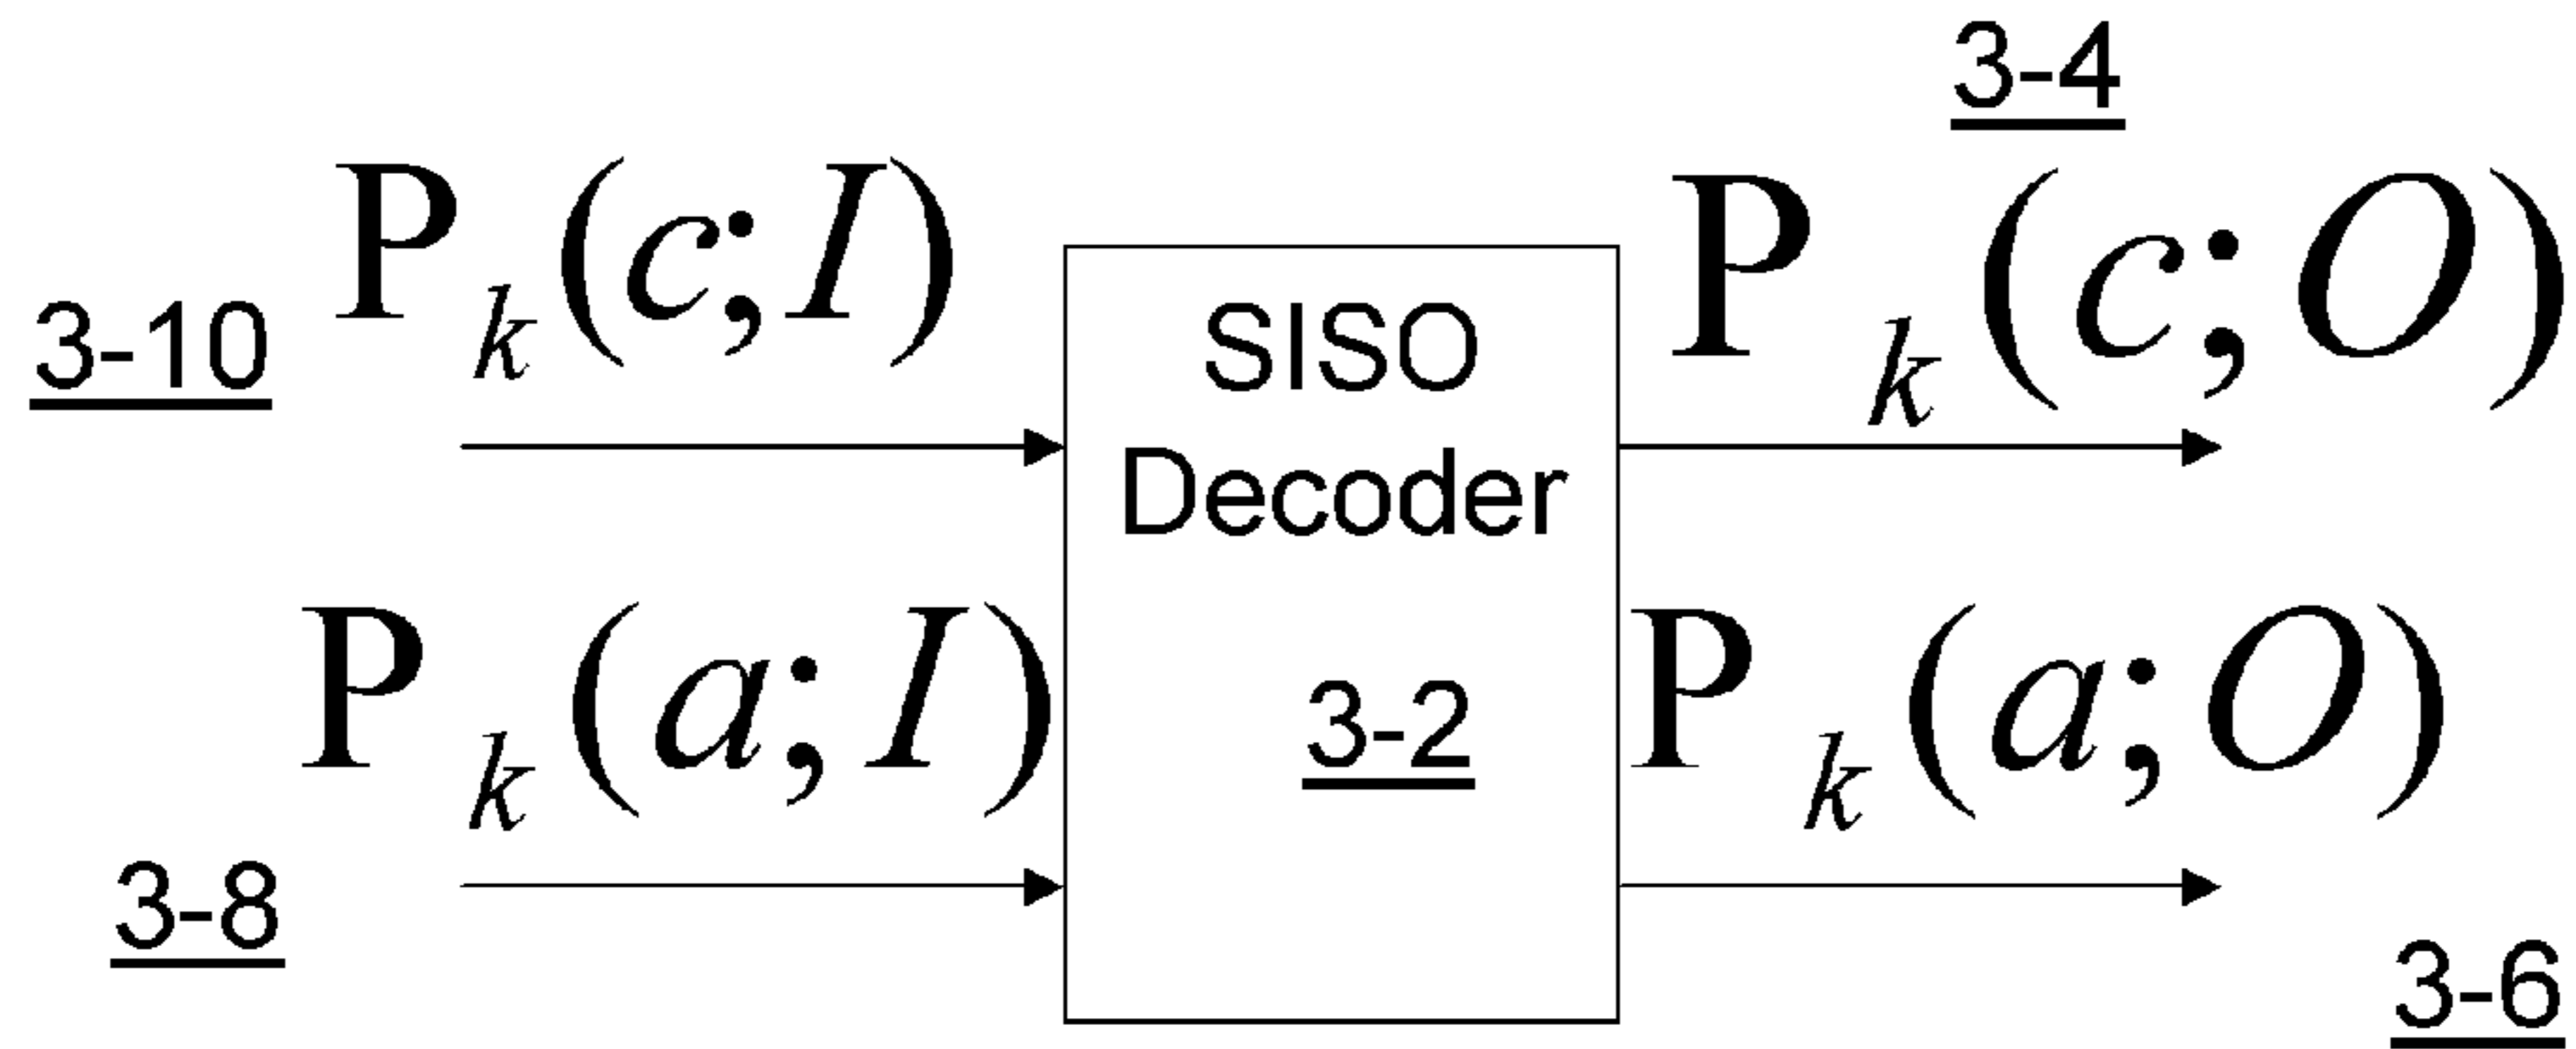 3-4
3-10 P_k(c;I)
P_k(c;O)
SISO
Decoder
3-2
P_k(a;I)
P_k(a;O)
3-8
3-6